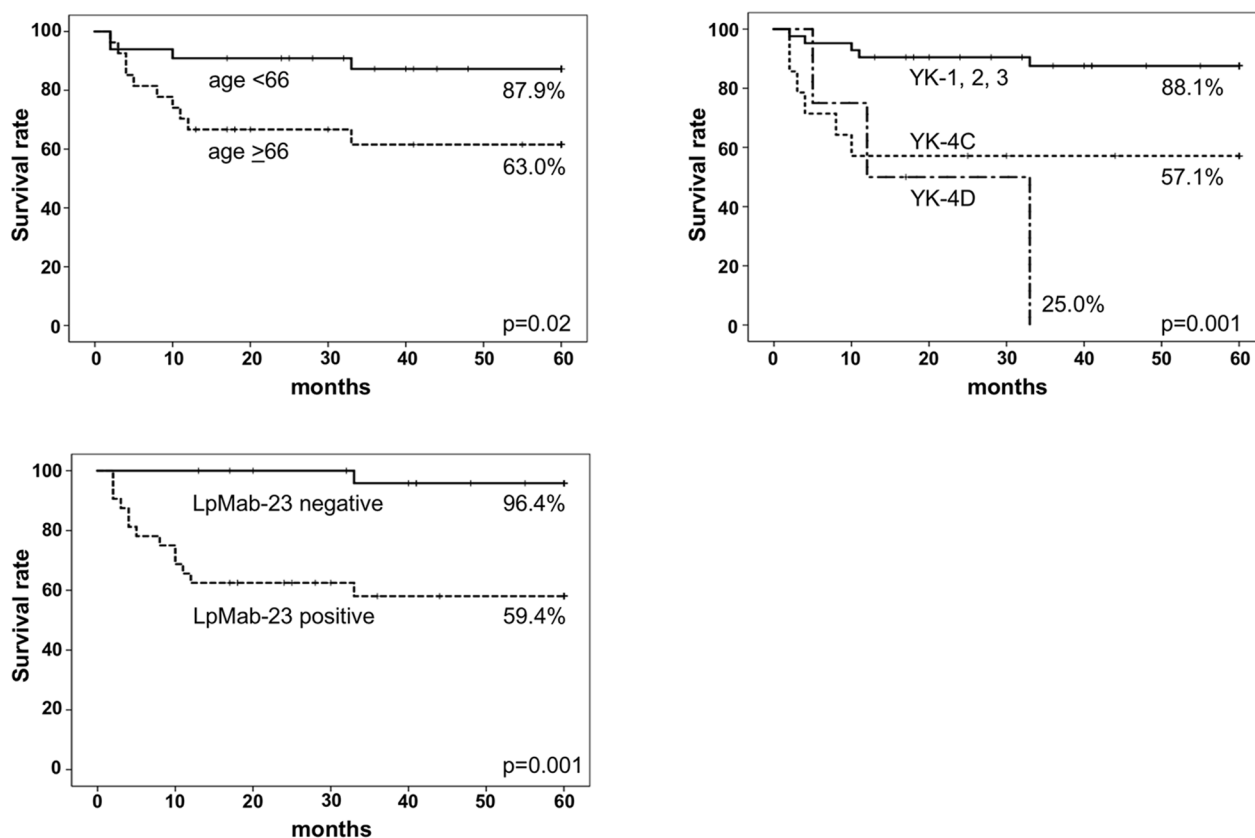 100
80
60
40
20
0
Survival rate
age <66
87.9%
age ≥66
63.0%
p=0.02
0 10 20 30 40 50 60
months
100
80
60
40
20
0
Survival rate
YK-1, 2, 3
88.1%
YK-4C
57.1%
YK-4D
25.0%
p=0.001
0 10 20 30 40 50 60
months
100
80
60
40
20
0
Survival rate
LpMab-23 negative
96.4%
LpMab-23 positive
59.4%
p=0.001
0 10 20 30 40 50 60
months